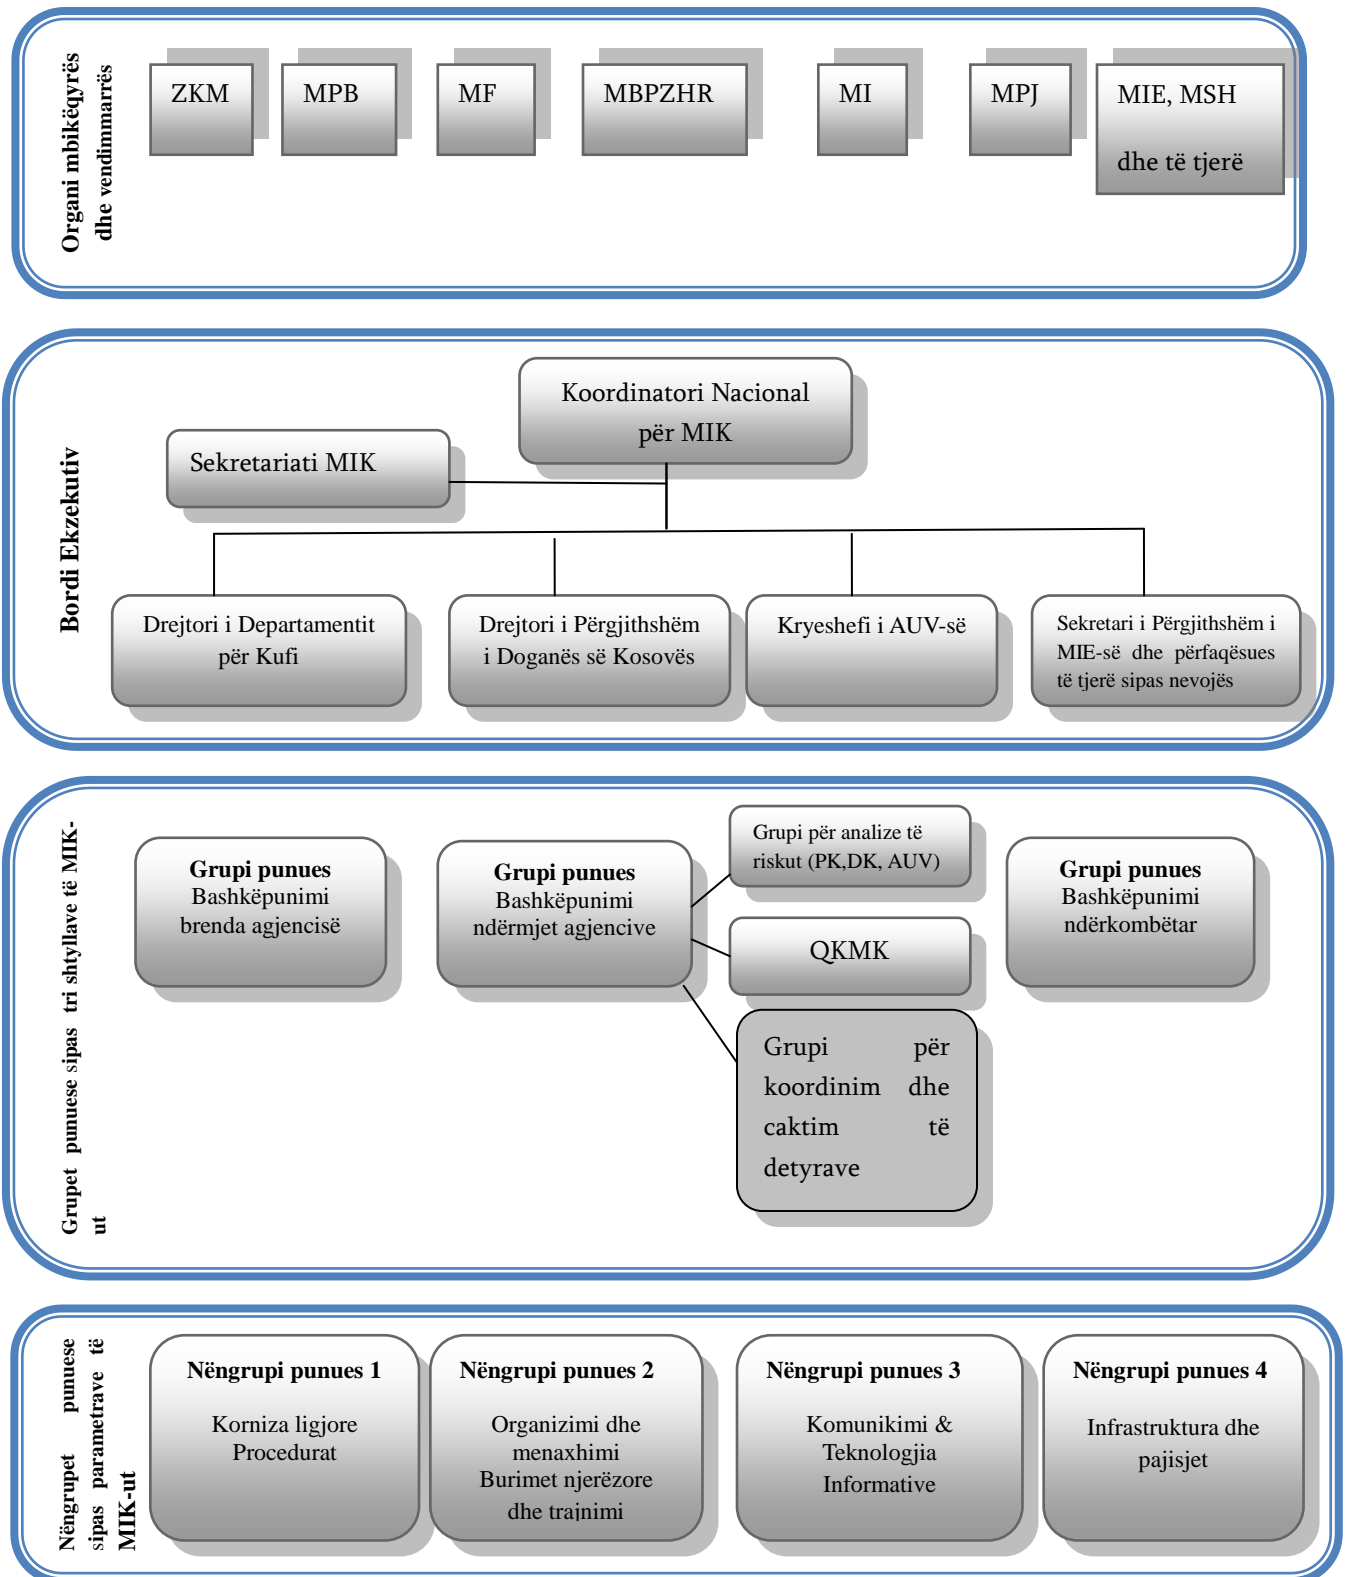 Organi mbikëqyrës
dhe vendimmarrës
ZKM
MPB
MF
MBPZHR
MI
MPJ
MIE, MSH
dhe të tjerë
Bordi Ekzekutiv
Koordinatori Nacional
për MIK
Sekretariati MIK
Drejtori i Departamentit
për Kufi
Drejtori i Përgjithshëm
i Doganës së Kosovës
Kryeshefi i AUV-së
Sekretari i Përgjithshëm i
MIE-së dhe përfaqësues
të tjerë sipas nevojës
Grupet punuese sipas tri shtyllave të MIK-
ut
Grupi punues
Bashkëpunimi
brenda agjencisë
Grupi punues
Bashkëpunimi
ndërmjet agjencive
Grupi për analize të
riskut (PK,DK, AUV)
QKMK
Grupi për
koordinim dhe
caktim të
detyrave
Grupi punues
Bashkëpunimi
ndërkombëtar
Nëngrupet punuese
sipas parametrave të
MIK-ut
Nëngrupi punues 1
Korniza ligjore
Procedurat
Nëngrupi punues 2
Organizimi dhe
menaxhimi
Burimet njerëzore
dhe trajnimi
Nëngrupi punues 3
Komunikimi &
Teknologjia
Informative
Nëngrupi punues 4
Infrastruktura dhe
pajisjet